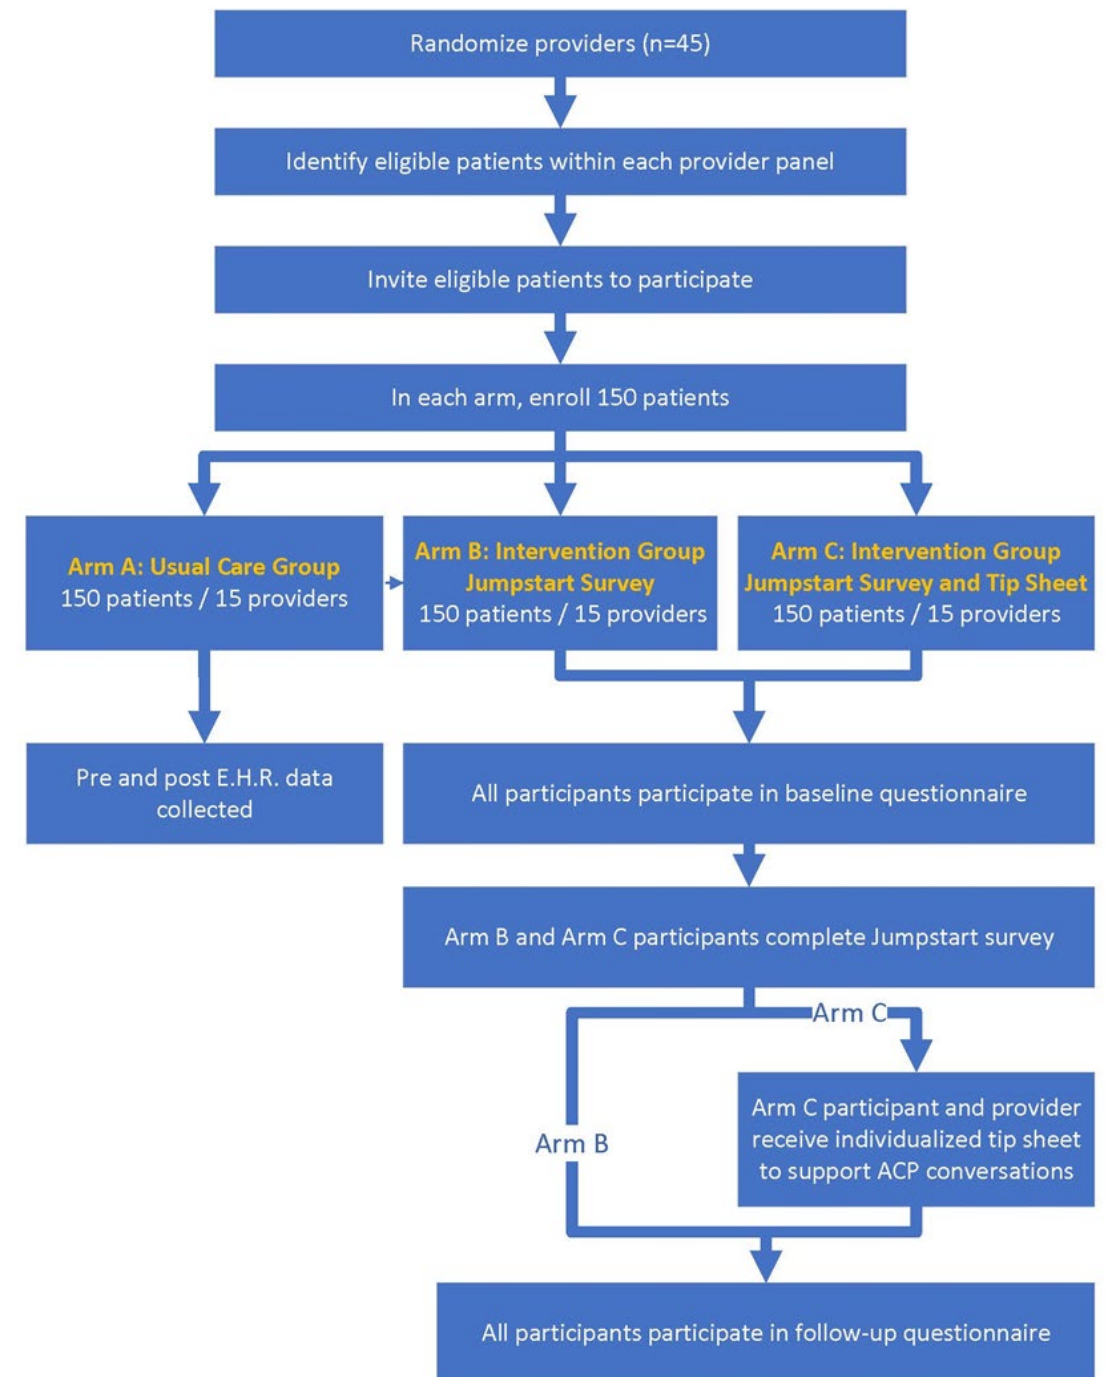 Randomize providers (n=45)
Identify eligible patients within each provider panel
Invite eligible patients to participate
In each arm, enroll 150 patients
Arm A: Usual Care Group
150 patients / 15 providers
Arm B: Intervention Group
Jumpstart Survey
150 patients / 15 providers
Arm C: Intervention Group
Jumpstart Survey and Tip Sheet
150 patients / 15 providers
Pre and post E.H.R. data
collected
All participants participate in baseline questionnaire
Arm B and Arm C participants complete Jumpstart survey
Arm C
Arm B
Arm C participant and provider
receive individualized tip sheet
to support ACP conversations
All participants participate in follow-up questionnaire